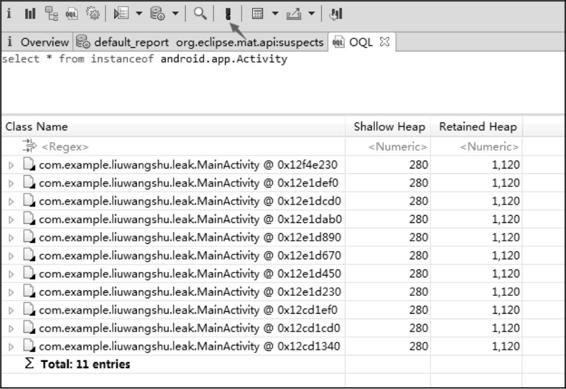 i Overview default_report org.eclipse.mat.api:suspects OQL
select * from instanceof android.app.Activity
Class Name Shallow Heap Retained Heap
<Regex> <Numeric> <Numeric>
com.example.liuwangshu.leak.MainActivity @ 0x12f4e230 280 1,120
com.example.liuwangshu.leak.MainActivity @ 0x12e1def0 280 1,120
com.example.liuwangshu.leak.MainActivity @ 0x12e1dcd0 280 1,120
com.example.liuwangshu.leak.MainActivity @ 0x12e1dab0 280 1,120
com.example.liuwangshu.leak.MainActivity @ 0x12e1d890 280 1,120
com.example.liuwangshu.leak.MainActivity @ 0x12e1d670 280 1,120
com.example.liuwangshu.leak.MainActivity @ 0x12e1d450 280 1,120
com.example.liuwangshu.leak.MainActivity @ 0x12e1d230 280 1,120
com.example.liuwangshu.leak.MainActivity @ 0x12cd1ef0 280 1,120
com.example.liuwangshu.leak.MainActivity @ 0x12cd1cd0 280 1,120
com.example.liuwangshu.leak.MainActivity @ 0x12cd1340 280 1,120
Σ Total: 11 entries